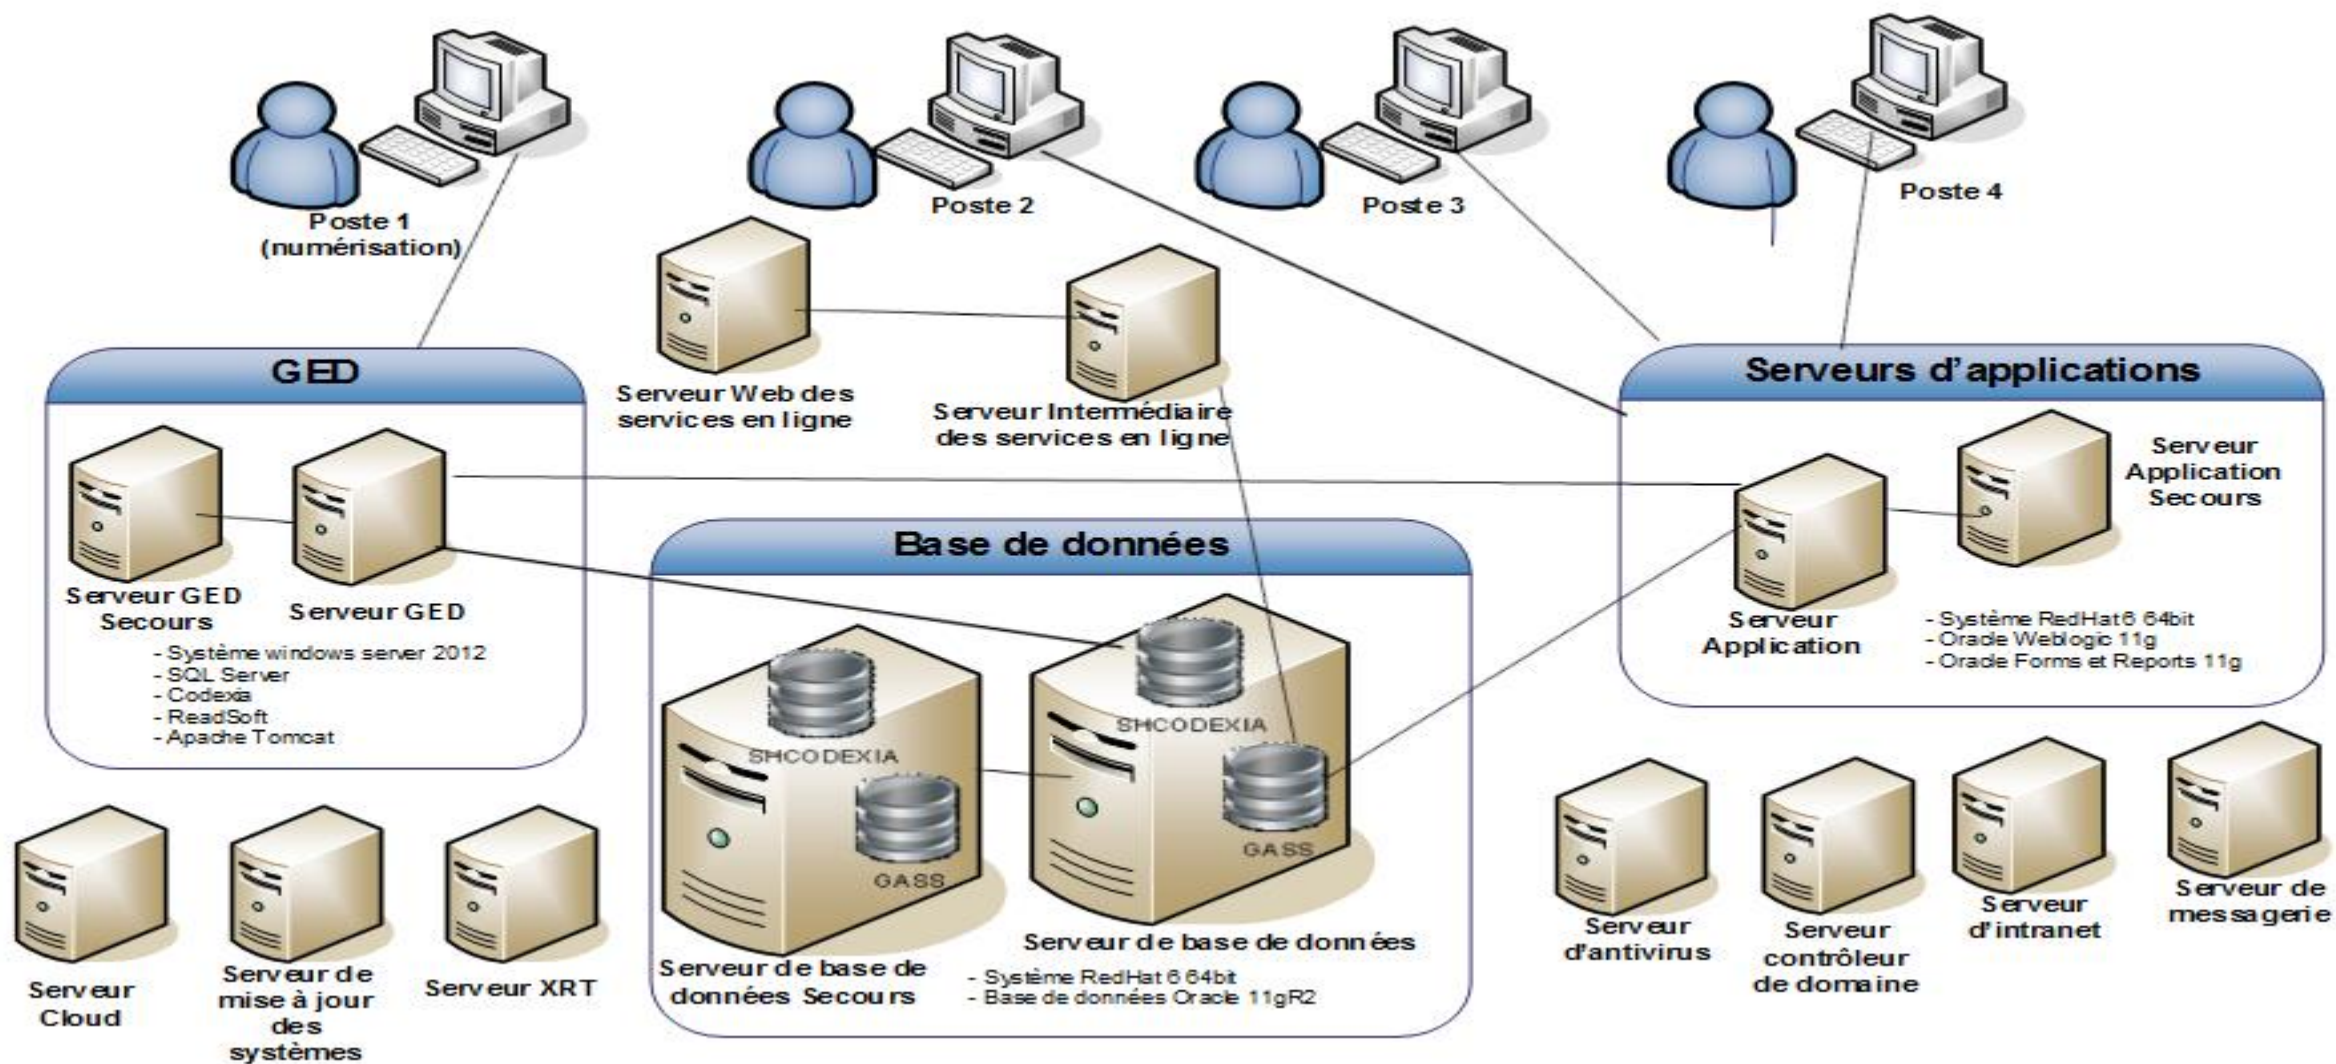 Poste 1
(numérisation)
Poste 2
Poste 3
Poste 4
Serveur Web des
services en ligne
Serveur Intermédiaire
des services en ligne
GED
Serveur GED
Secours
Serveur GED
- Système windows server 2012
- SQL Server
- Codexia
- ReadSoft
- Apache Tomcat
Base de données
SHCODEXIA
GASS
SHCODEXIA
GASS
Serveur de base de
données Secours
Serveur de base de données
- Système RedHat 6 64bit
- Base de données Oracle 11gR2
Serveurs d'applications
Serveur
Application
Secours
Serveur
Application
- Système RedHat6 64bit
- Oracle Weblogic 11g
- Oracle Forms et Reports 11g
Serveur
Cloud
Serveur de
mise à jour
des
systèmes
Serveur XRT
Serveur
d'antivirus
Serveur
contrôleur
de domaine
Serveur
d'intranet
Serveur de
messagerie